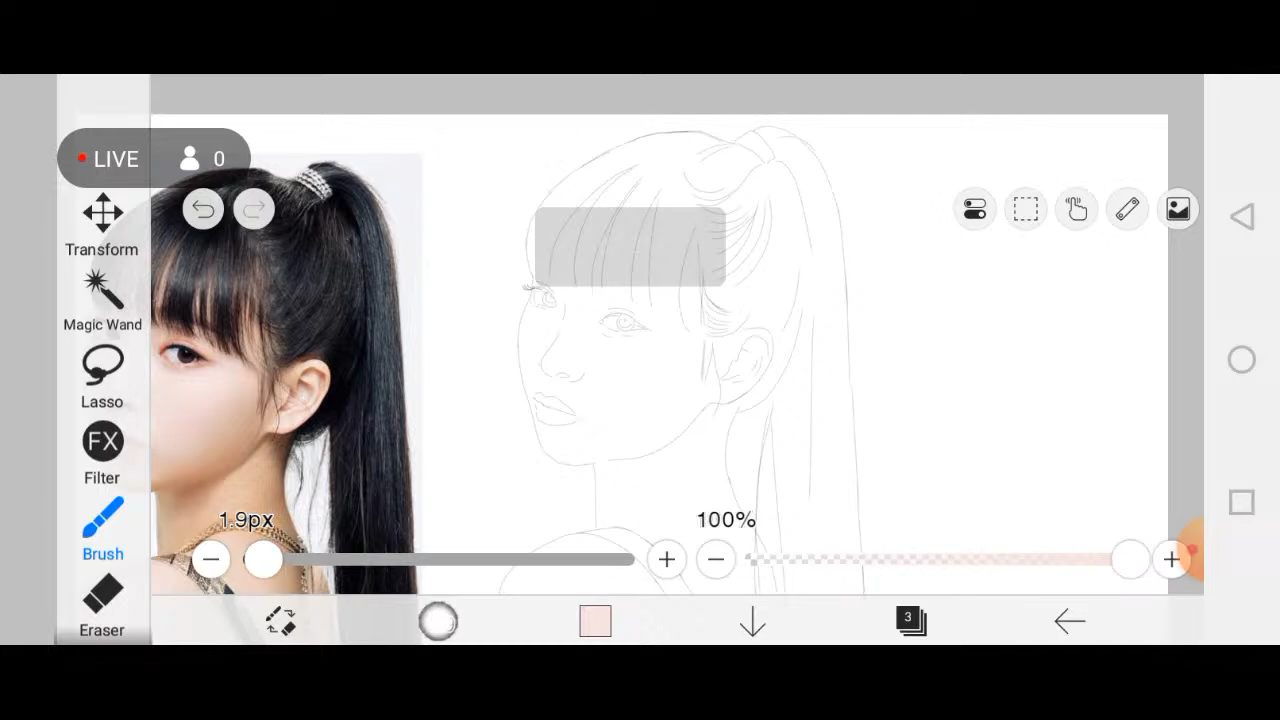 LIVE 0
Transform
Magic Wand
Lasso
FX
Filter
1.9px 100%
Brush
3
Eraser